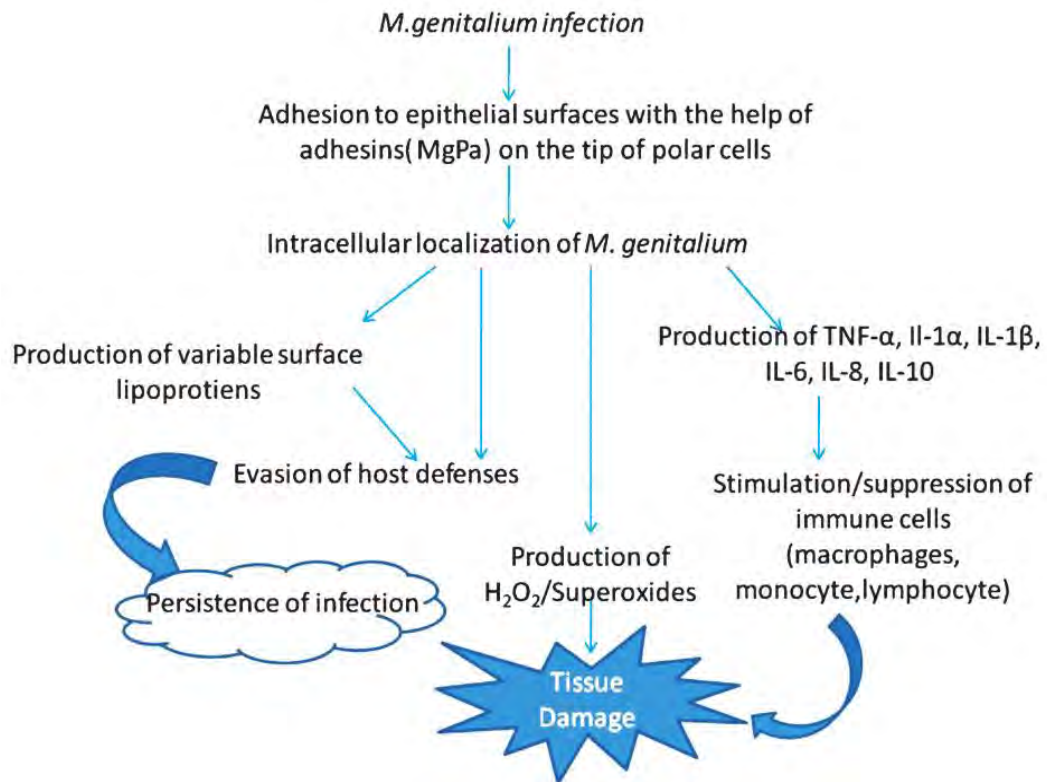 M.genitalium infection
Adhesion to epithelial surfaces with the help of
adhesins( MgPa) on the tip of polar cells
Intracellular localization of M. genitalium
Production of variable surface
lipoprotiens
Production of TNF-α, Il-1α, IL-1β,
IL-6, IL-8, IL-10
Evasion of host defenses
Stimulation/suppression of
immune cells
(macrophages,
monocyte,lymphocyte)
Persistence of infection
Production of
H₂O₂/Superoxides
Tissue
Damage